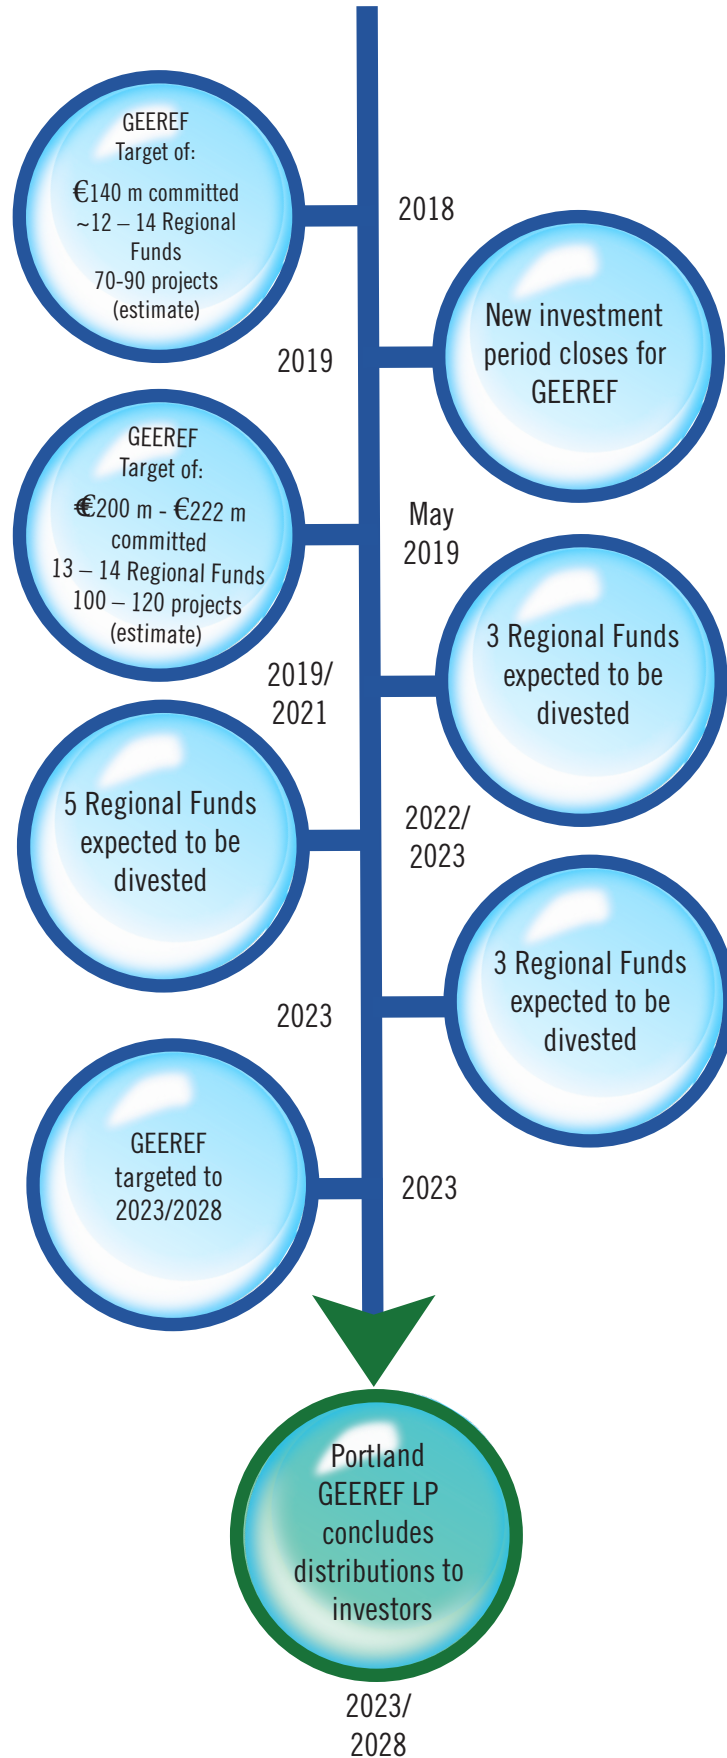 GEEREF
Target of:
€140 m committed
~12 – 14 Regional
Funds
70-90 projects
(estimate)
2018
New investment
period closes for
GEEREF
2019
GEEREF
Target of:
€200 m - €222 m
committed
13 – 14 Regional Funds
100 – 120 projects
(estimate)
May
2019
3 Regional Funds
expected to be
divested
2019/
2021
5 Regional Funds
expected to be
divested
2022/
2023
3 Regional Funds
expected to be
divested
2023
GEEREF
targeted to
2023/2028
2023
Portland
GEEREF LP
concludes
distributions to
investors
2023/
2028